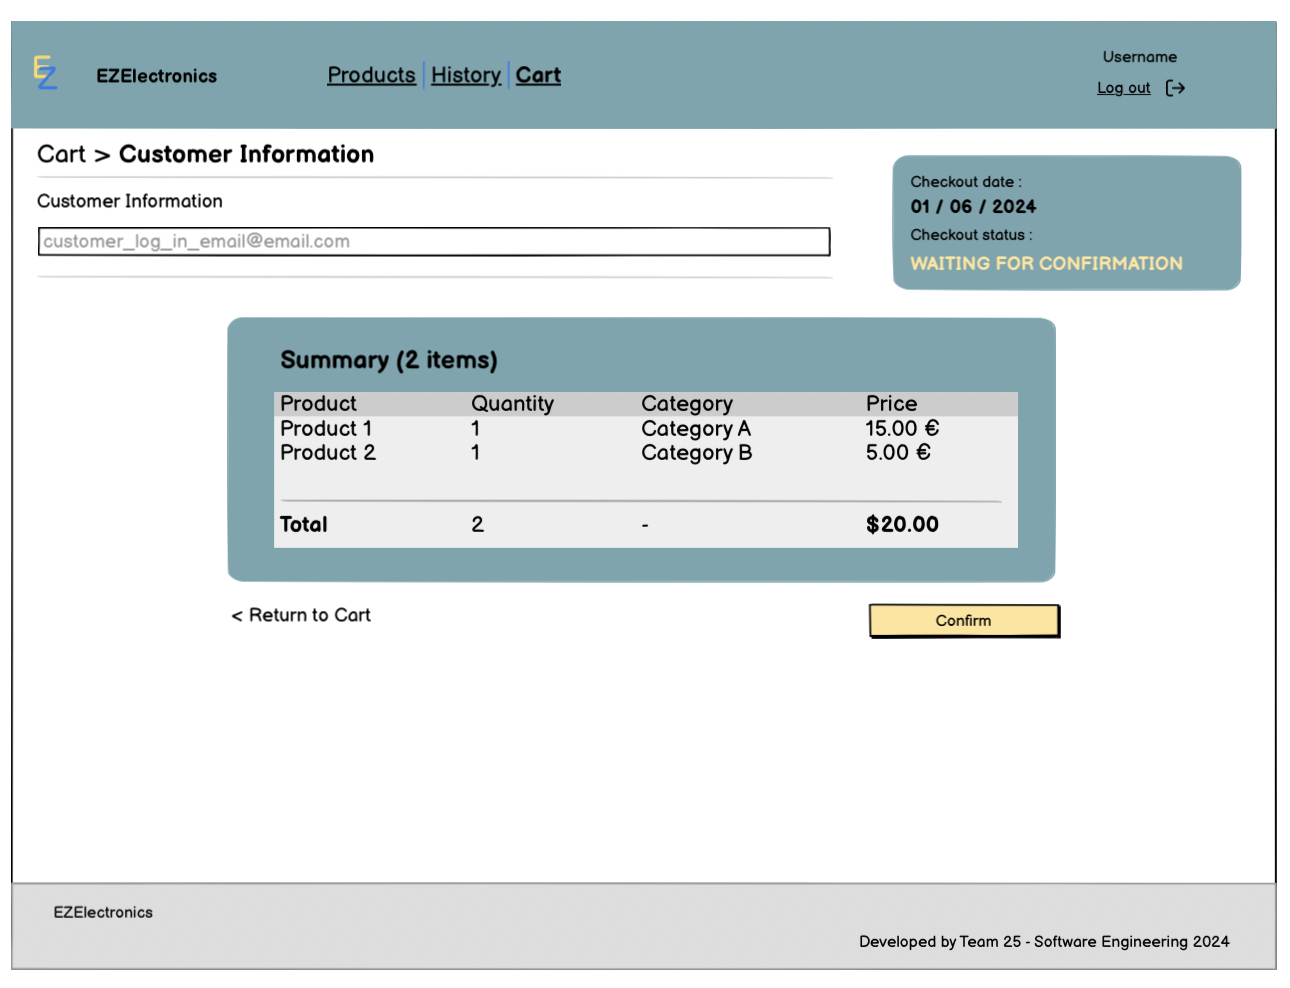 EZ EZElectronics Products History Cart
Username
Log out
Cart > Customer Information
Customer Information
customer_log_in_email@email.com
Checkout date :
01 / 06 / 2024
Checkout status :
WAITING FOR CONFIRMATION
Summary (2 items)
Product Quantity Category Price
Product 1 1 Category A 15.00 €
Product 2 1 Category B 5.00 €
Total 2 - $20.00
< Return to Cart
Confirm
EZElectronics
Developed by Team 25 - Software Engineering 2024